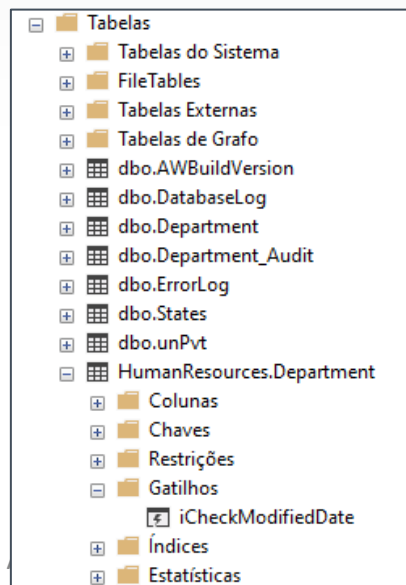 Tabelas
Tabelas do Sistema
FileTables
Tabelas Externas
Tabelas de Grafo
dbo.AWBuildVersion
dbo.DatabaseLog
dbo.Department
dbo.Department_Audit
dbo.ErrorLog
dbo.States
dbo.unPvt
HumanResources.Department
Colunas
Chaves
Restrições
Gatilhos
iCheckModifiedDate
Índices
Estatísticas